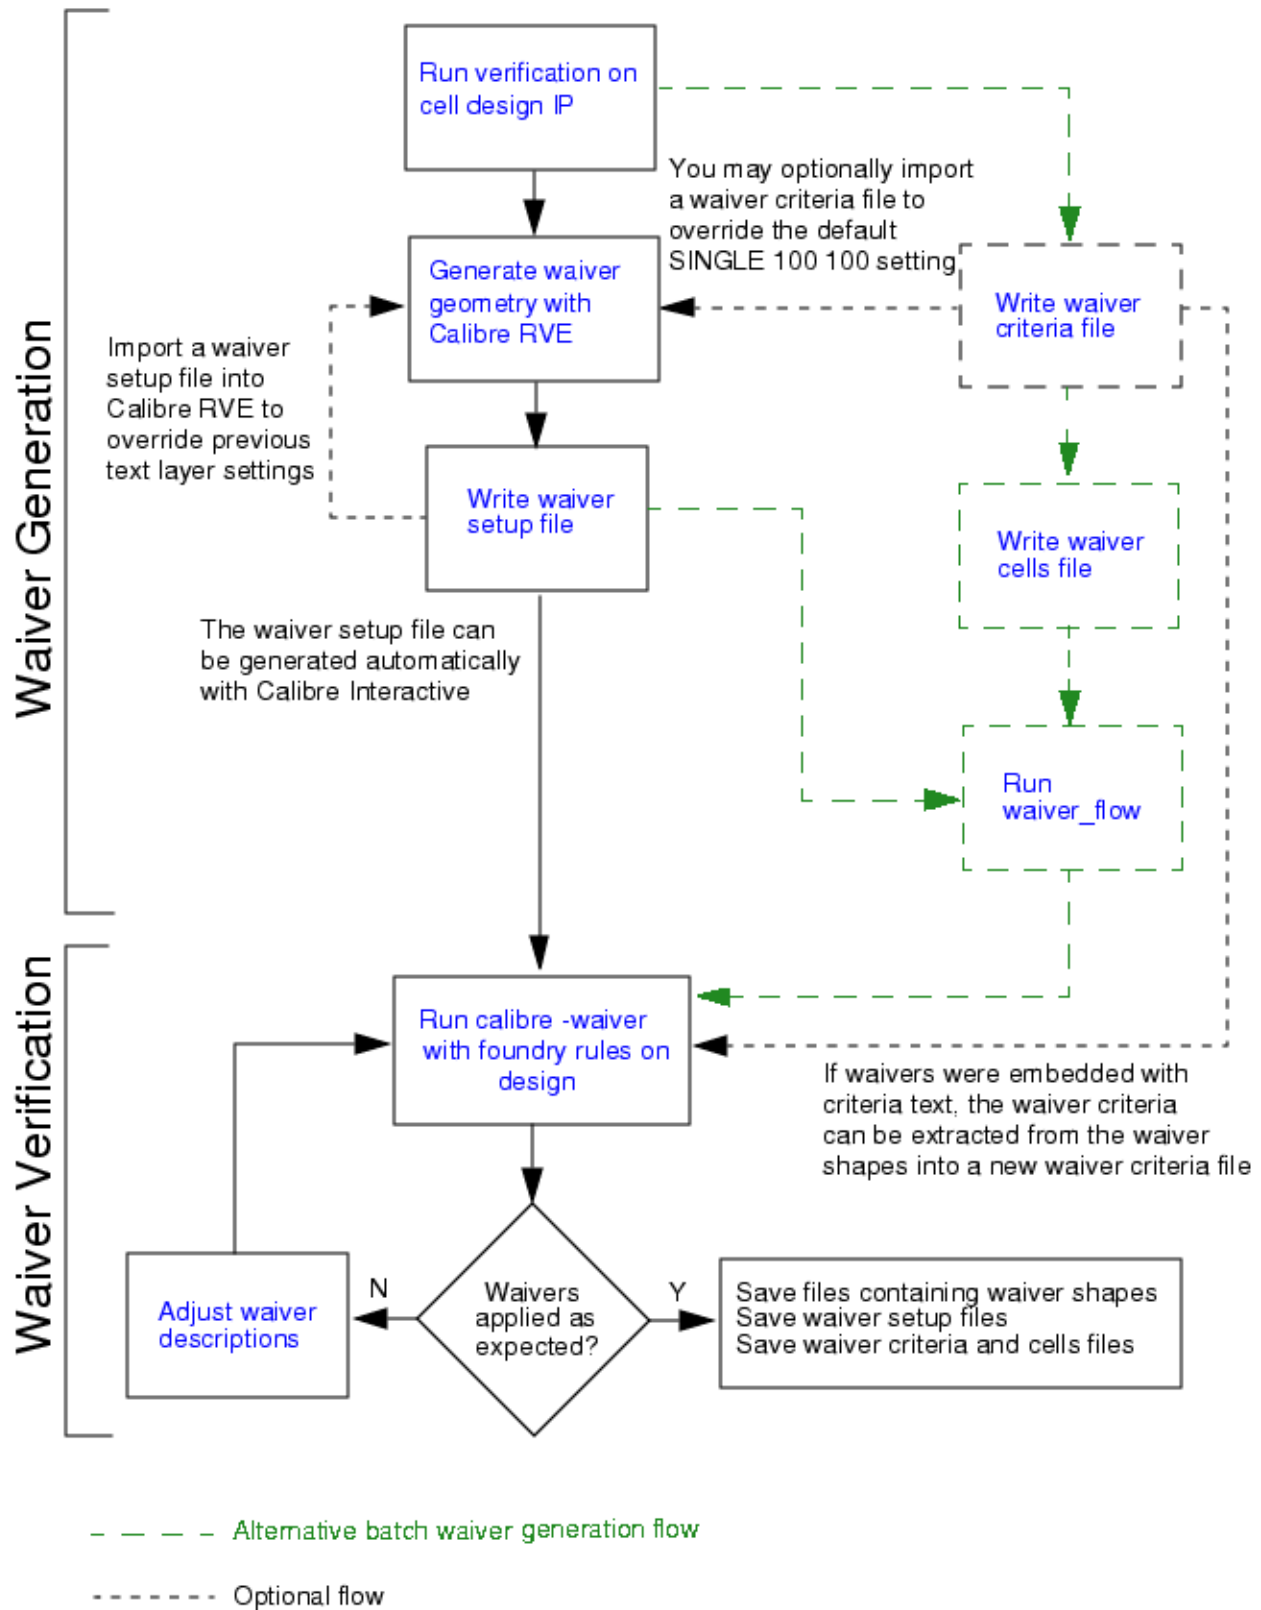 Waiver Generation
Run verification on
cell design IP
You may optionally import
a waiver criteria file to
override the default
SINGLE 100 100 setting
Generate waiver
geometry with
Calibre RVE
Write waiver
criteria file
Import a waiver
setup file into
Calibre RVE to
override previous
text layer settings
Write waiver
setup file
Write waiver
cells file
The waiver setup file can
be generated automatically
with Calibre Interactive
Run
waiver_flow
Waiver Verification
Run calibre -waiver
with foundry rules on
design
If waivers were embedded with
criteria text, the waiver criteria
can be extracted from the waiver
shapes into a new waiver criteria file
Adjust waiver
descriptions
N
Waivers
applied as
expected?
Y
Save files containing waiver shapes
Save waiver setup files
Save waiver criteria and cells files
Alternative batch waiver generation flow
Optional flow